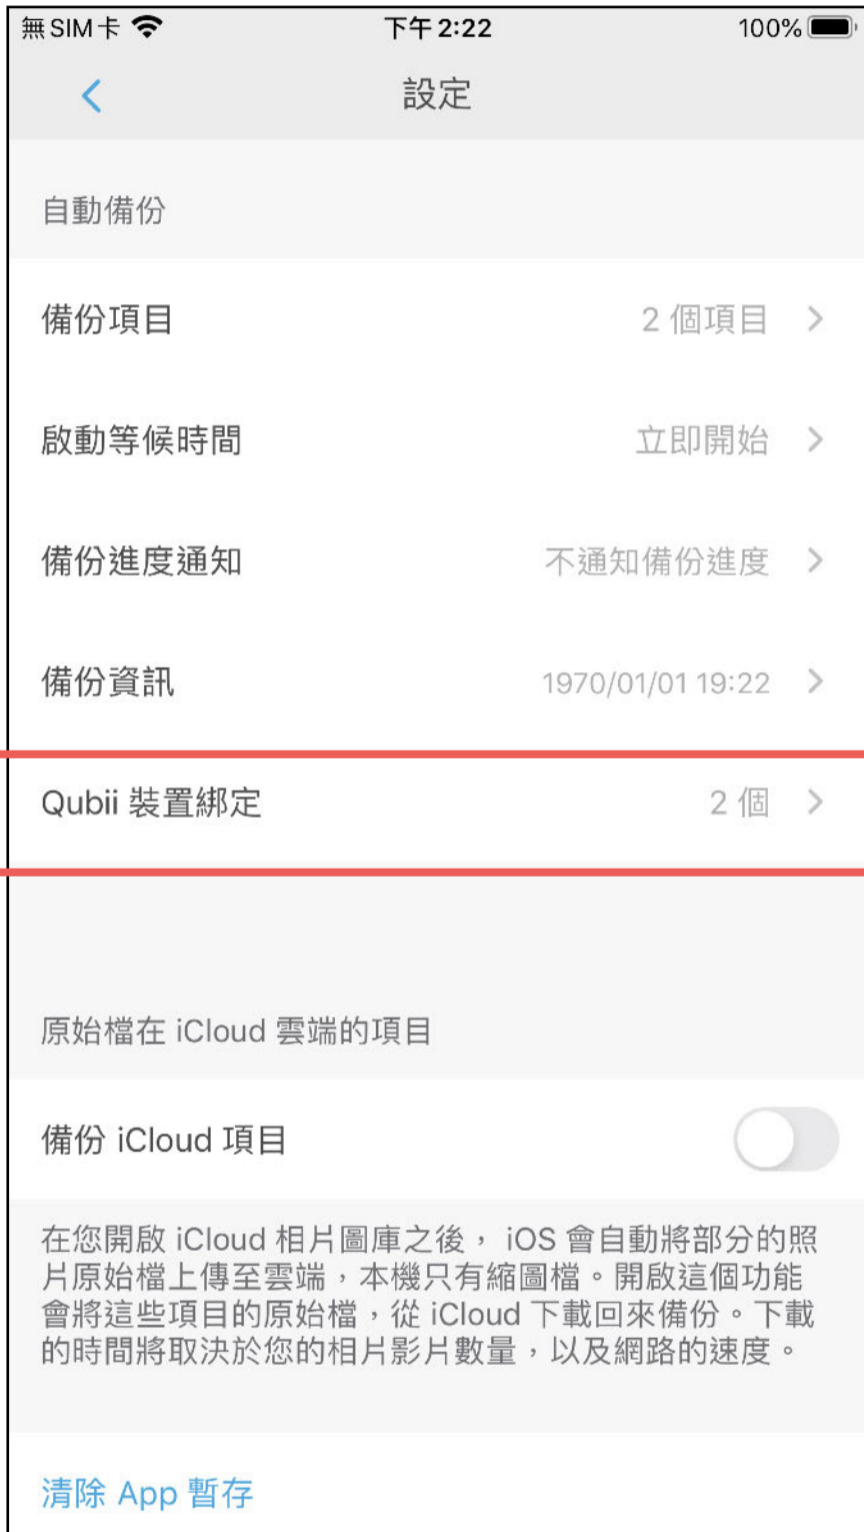 無 SIM 卡 下午 2:22 100%
設定
自動備份
備份項目 2 個項目
啟動等候時間 立即開始
備份進度通知 不通知備份進度
備份資訊 1970/01/01 19:22
Qubii 裝置綁定 2 個
原始檔在 iCloud 雲端的項目
備份 iCloud 項目
在您開啟 iCloud 相片圖庫之後， iOS 會自動將部分的照
片原始檔上傳至雲端，本機只有縮圖檔。開啟這個功能
會將這些項目的原始檔，從 iCloud 下載回來備份。下載
的時間將取決於您的相片影片數量，以及網路的速度。
清除 App 暫存